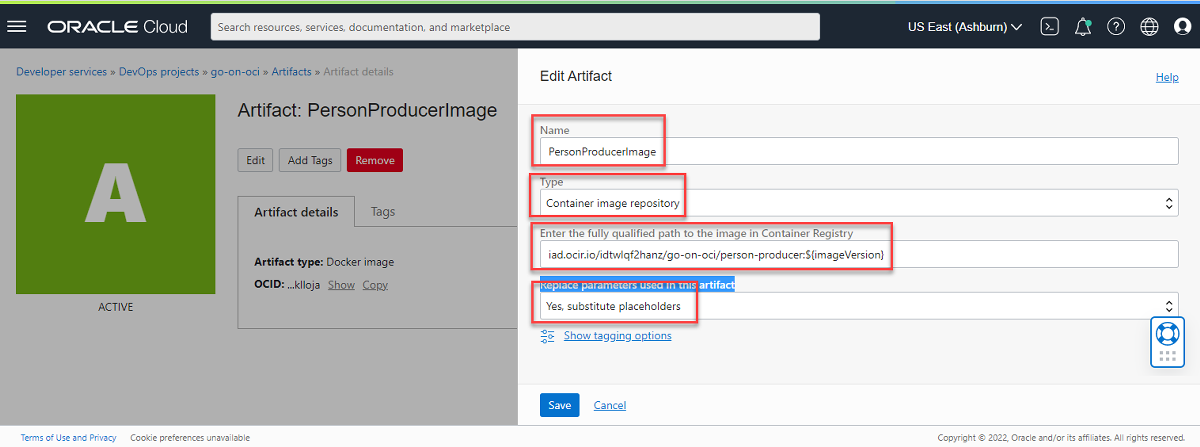 ORACLE Cloud
Search resources, services, documentation, and marketplace
US East (Ashburn)
Developer services » DevOps projects » go-on-oci » Artifacts » Artifact details
A
ACTIVE
Artifact: PersonProducerImage
Edit
Add Tags
Remove
Artifact details
Tags
Artifact type: Docker image
OCID: ...klloja Show Copy
Edit Artifact
Help
Name
PersonProducerImage
Type
Container image repository
Enter the fully qualified path to the image in Container Registry
iad.ocir.io/idtwlqf2hanz/go-on-oci/person-producer:${imageVersion}
Replace parameters used in this artifact
Yes, substitute placeholders
Show tagging options
Save
Cancel
Terms of Use and Privacy
Cookie preferences unavailable
Copyright © 2022, Oracle and/or its affiliates. All rights reserved.